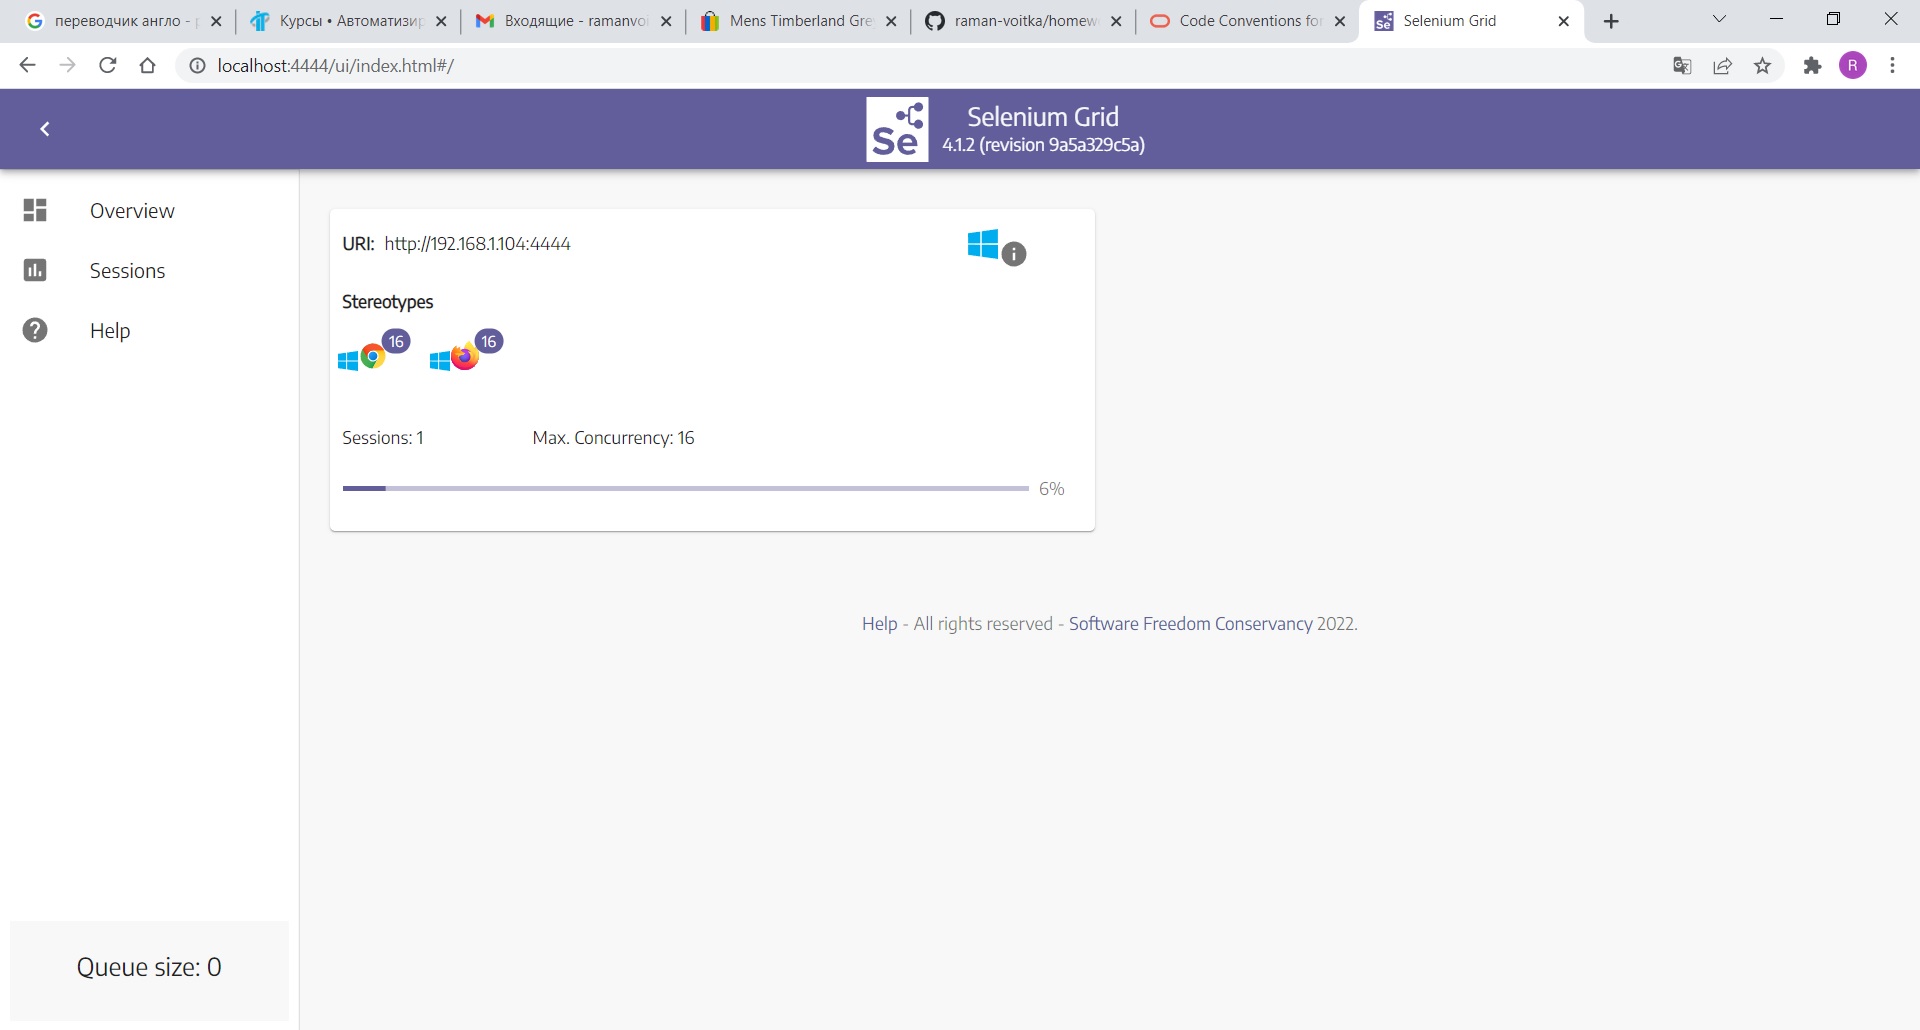 переводчик англо -
Курсы • Автоматизир
Входящие - ramanvoi
Mens Timberland Gre
raman-voitka/homew
Code Conventions for
Selenium Grid
localhost:4444/ui/index.html#/
R
Se
Selenium Grid
4.1.2 (revision 9a5a329c5a)
Overview
Sessions
Help
URI: http://192.168.1.104:4444
Stereotypes
16
16
Sessions: 1
Max. Concurrency: 16
6%
Help - All rights reserved - Software Freedom Conservancy 2022.
Queue size: 0